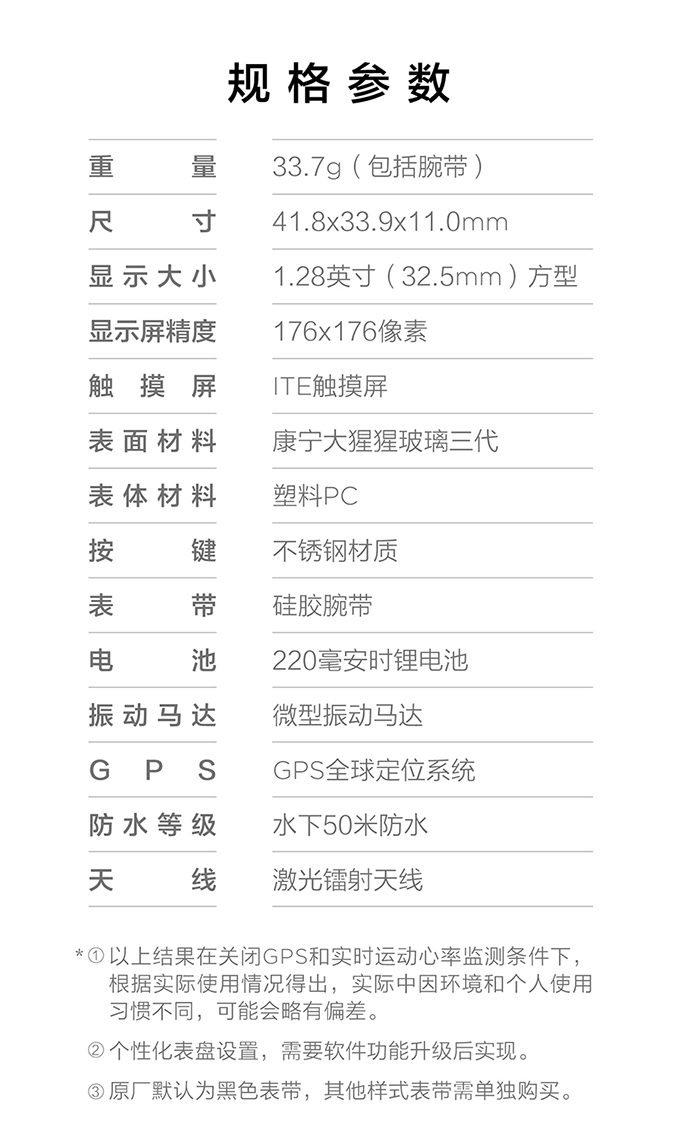 规格参数
重量 33.7g（包括腕带）
尺寸 41.8x33.9x11.0mm
显示大小 1.28英寸（32.5mm）方型
显示屏精度 176x176像素
触摸屏 ITE触摸屏
表面材料 康宁大猩猩玻璃三代
表体材料 塑料PC
按键 不锈钢材质
表带 硅胶腕带
电池 220毫安时锂电池
振动马达 微型振动马达
GPS GPS全球定位系统
防水等级 水下50米防水
天线 激光镭射天线
*①以上结果在关闭GPS和实时运动心率监测条件下，
根据实际使用情况得出，实际中因环境和个人使用
习惯不同，可能会略有偏差。
②个性化表盘设置，需要软件功能升级后实现。
③原厂默认为黑色表带，其他样式表带需单独购买。